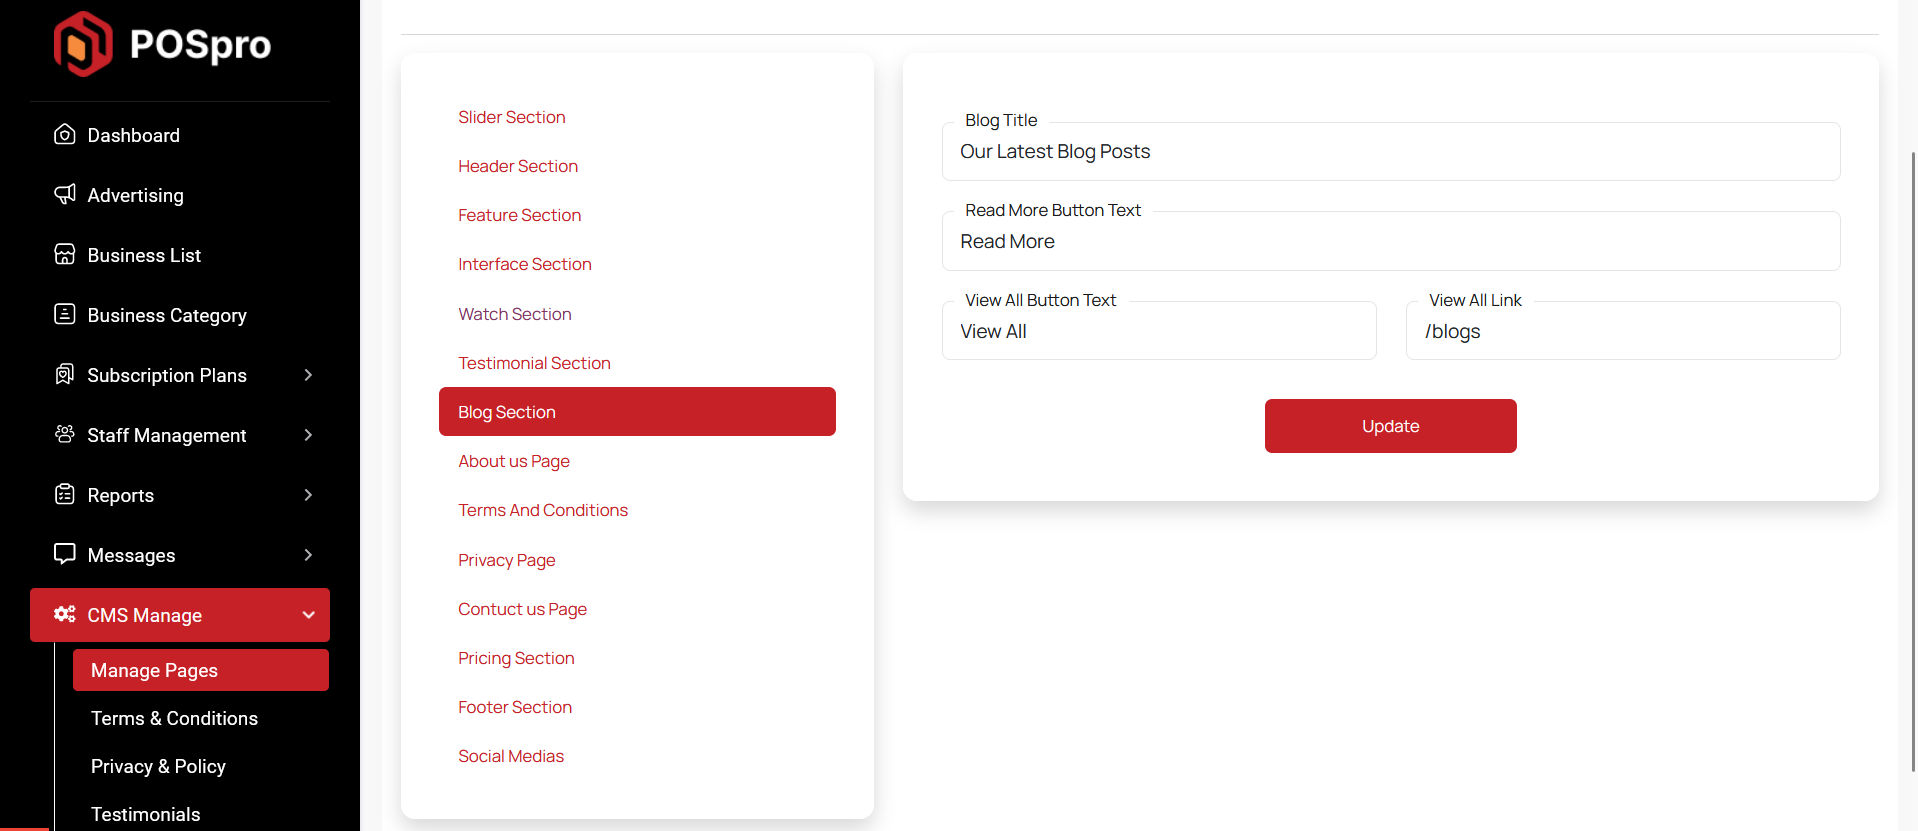 POSpro
Dashboard
Advertising
Business List
Business Category
Subscription Plans
Staff Management
Reports
Messages
CMS Manage
Manage Pages
Terms & Conditions
Privacy & Policy
Testimonials
Slider Section
Header Section
Feature Section
Interface Section
Watch Section
Testimonial Section
Blog Section
About us Page
Terms And Conditions
Privacy Page
Contuct us Page
Pricing Section
Footer Section
Social Medias
Blog Title
Our Latest Blog Posts
Read More Button Text
Read More
View All Button Text
View All
View All Link
/blogs
Update